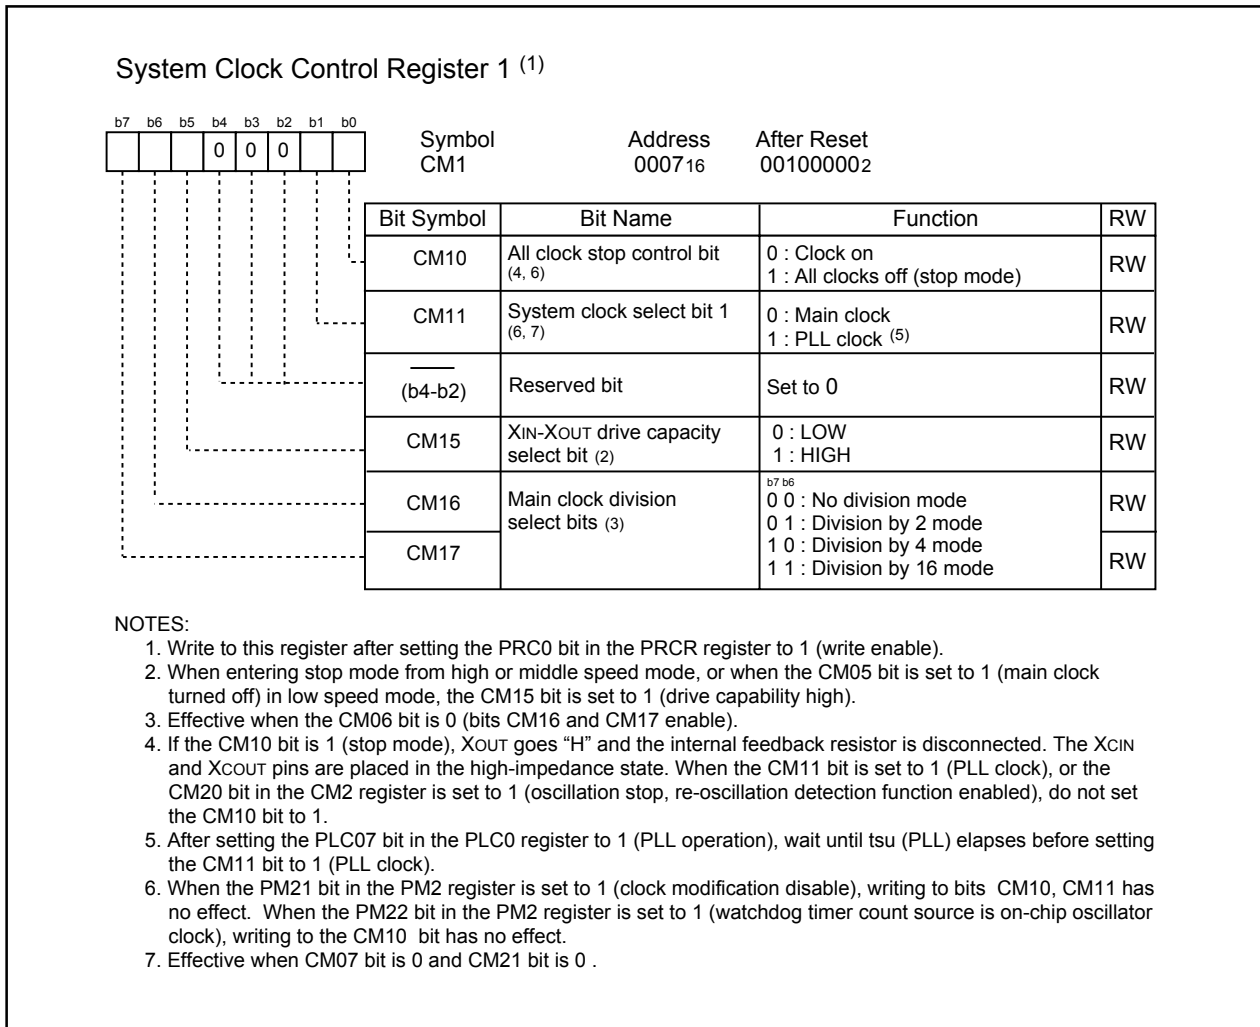 System Clock Control Register 1 (1)
b7 b6 b5 b4 b3 b2 b1 b0
0 0 0
Symbol Address After Reset
CM1 000716 001000002
Bit Symbol Bit Name Function RW
CM10 All clock stop control bit (4, 6) 0 : Clock on RW
1 : All clocks off (stop mode)
CM11 System clock select bit 1 (6, 7) 0 : Main clock RW
1 : PLL clock (5)
(b4-b2) Reserved bit Set to 0 RW
CM15 XIN-XOUT drive capacity 0 : LOW RW
select bit (2) 1 : HIGH
b7 b6
CM16 Main clock division 0 0 : No division mode RW
select bits (3) 0 1 : Division by 2 mode
CM17 1 0 : Division by 4 mode RW
1 1 : Division by 16 mode
NOTES:
1. Write to this register after setting the PRC0 bit in the PRCR register to 1 (write enable).
2. When entering stop mode from high or middle speed mode, or when the CM05 bit is set to 1 (main clock
turned off) in low speed mode, the CM15 bit is set to 1 (drive capability high).
3. Effective when the CM06 bit is 0 (bits CM16 and CM17 enable).
4. If the CM10 bit is 1 (stop mode), XOUT goes “H” and the internal feedback resistor is disconnected. The XCIN
and XCOUT pins are placed in the high-impedance state. When the CM11 bit is set to 1 (PLL clock), or the
CM20 bit in the CM2 register is set to 1 (oscillation stop, re-oscillation detection function enabled), do not set
the CM10 bit to 1.
5. After setting the PLC07 bit in the PLC0 register to 1 (PLL operation), wait until tsu (PLL) elapses before setting
the CM11 bit to 1 (PLL clock).
6. When the PM21 bit in the PM2 register is set to 1 (clock modification disable), writing to bits CM10, CM11 has
no effect. When the PM22 bit in the PM2 register is set to 1 (watchdog timer count source is on-chip oscillator
clock), writing to the CM10 bit has no effect.
7. Effective when CM07 bit is 0 and CM21 bit is 0 .